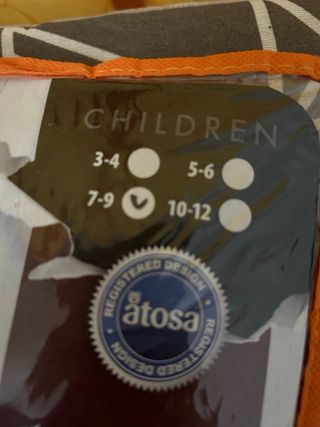 CHILDREN
3-4 5-6
7-9 10-12
REGISTERED DESIGN
atosa
REGISTERED DESIGN